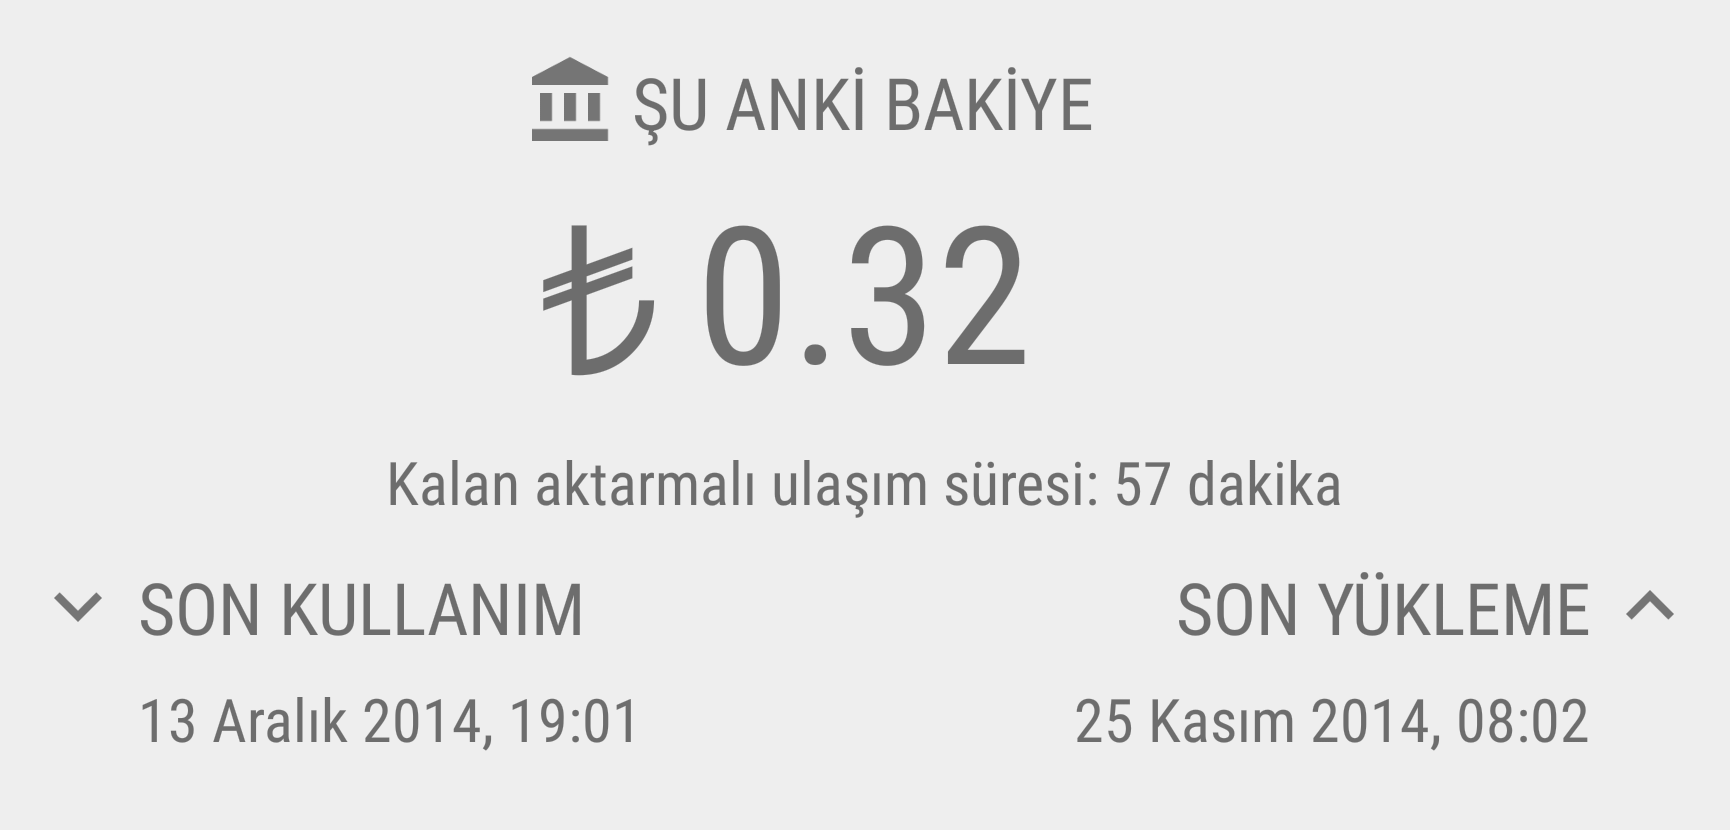 ŞU ANKİ BAKİYE
₺ 0.32
Kalan aktarmalı ulaşım süresi: 57 dakika
SON KULLANIM
SON YÜKLEME
13 Aralık 2014, 19:01
25 Kasım 2014, 08:02